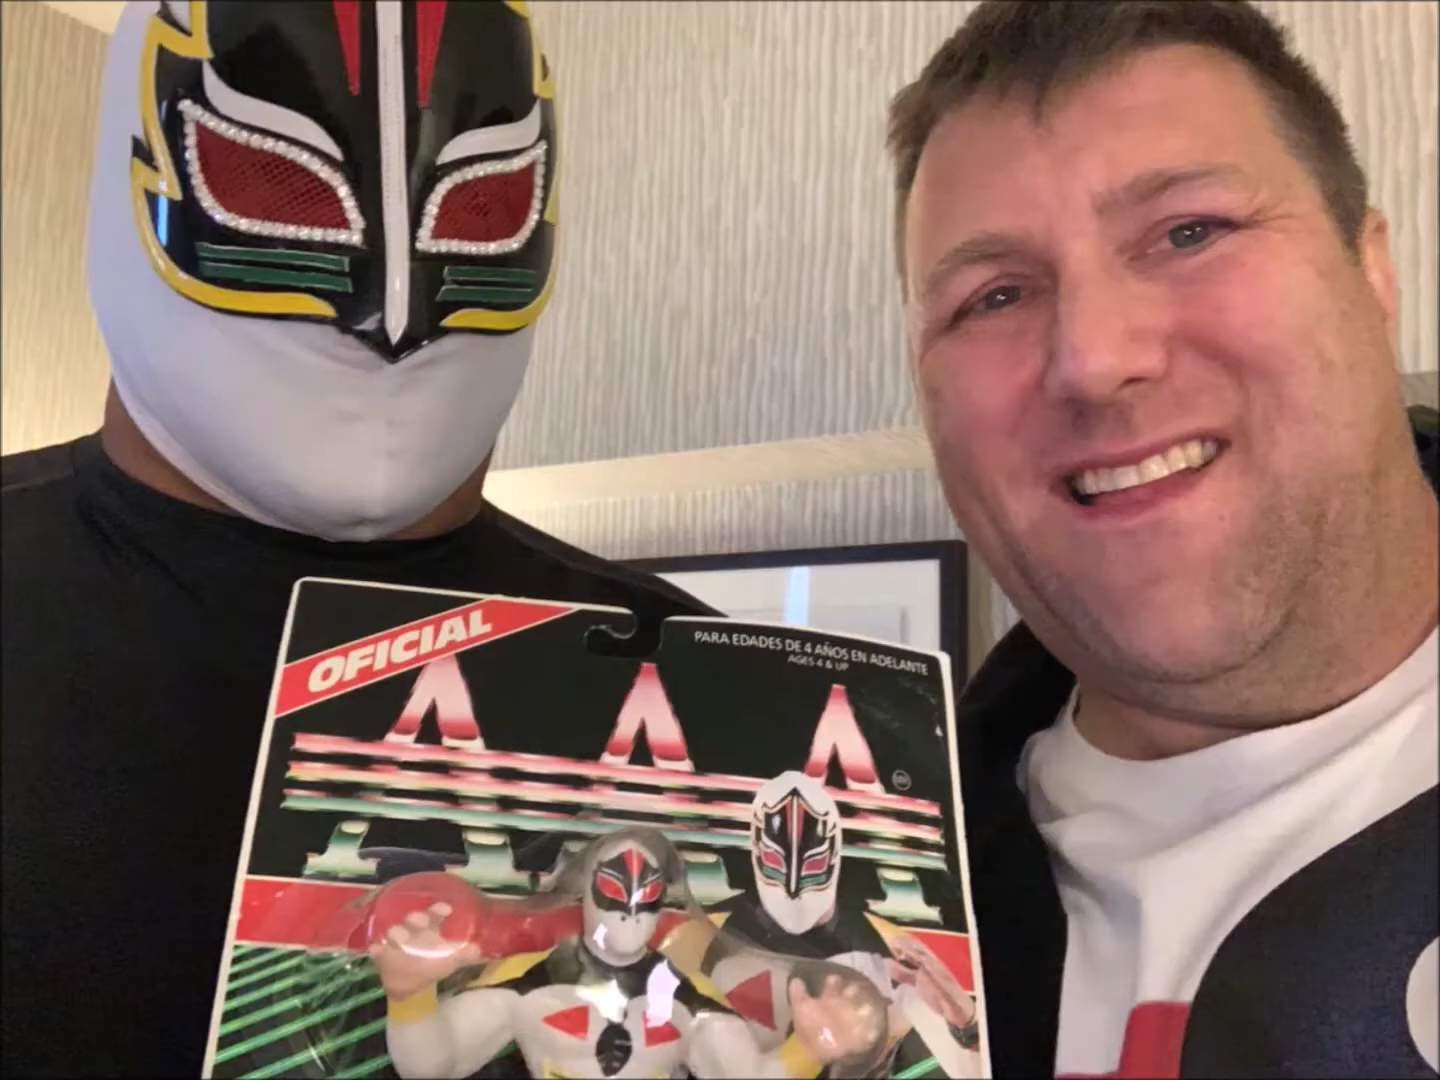 OFICIAL
PARA EDADES DE 4 AÑOS EN ADELANTE
AGES 4 & UP
AAA